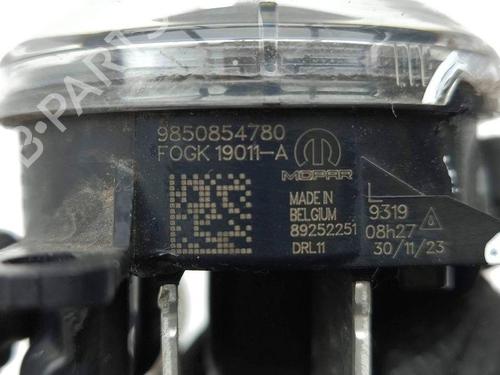 B-PARTS
9850854780
FOGK 19011-A
MOPAR
MADE IN
BELGIUM
89252251
DRL11
L
9319
08h27
30/11/23